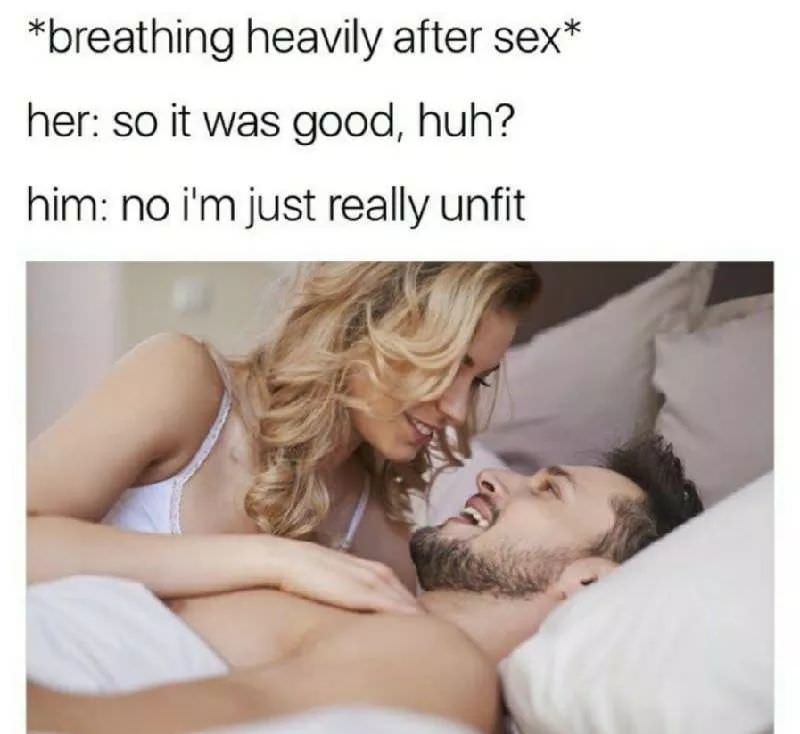 *breathing heavily after sex*
her: so it was good, huh?
him: no i'm just really unfit